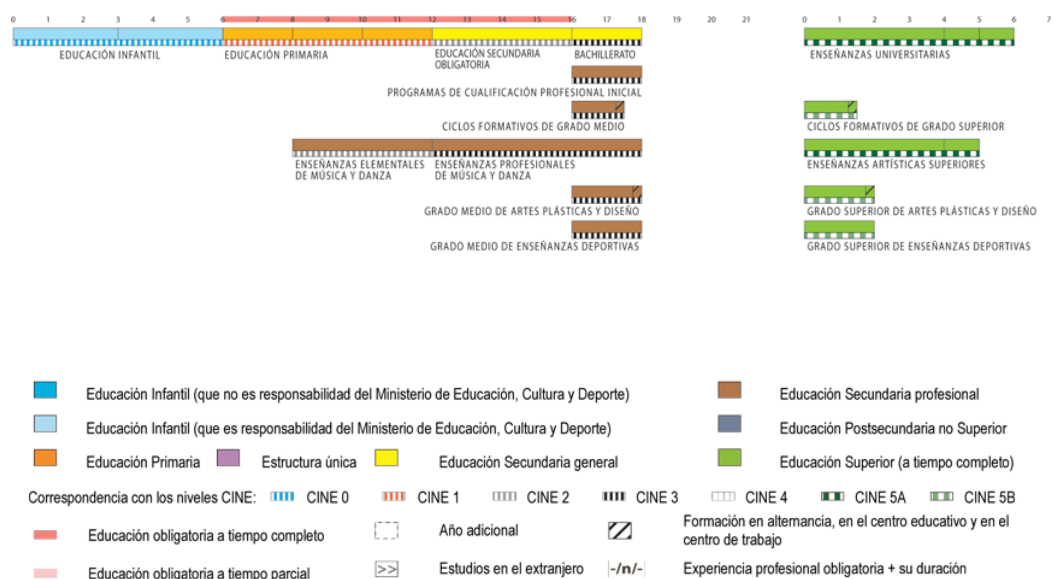 0 1 2 3 4 5 6 7 8 9 10 11 12 13 14 15 16 17 18 19 20 21 0 1 2 3 4 5 6 7
EDUCACIÓN INFANTIL EDUCACIÓN PRIMARIA EDUCACIÓN SECUNDARIA OBLIGATORIA BACHILLERATO ENSEÑANZAS UNIVERSITARIAS
PROGRAMAS DE CUALIFICACIÓN PROFESIONAL INICIAL
CICLOS FORMATIVOS DE GRADO MEDIO CICLOS FORMATIVOS DE GRADO SUPERIOR
ENSEÑANZAS ELEMENTALES DE MÚSICA Y DANZA ENSEÑANZAS PROFESIONALES DE MÚSICA Y DANZA ENSEÑANZAS ARTÍSTICAS SUPERIORES
GRADO MEDIO DE ARTES PLÁSTICAS Y DISEÑO GRADO SUPERIOR DE ARTES PLÁSTICAS Y DISEÑO
GRADO MEDIO DE ENSEÑANZAS DEPORTIVAS GRADO SUPERIOR DE ENSEÑANZAS DEPORTIVAS
Educación Infantil (que no es responsabilidad del Ministerio de Educación, Cultura y Deporte) Educación Secundaria profesional
Educación Infantil (que es responsabilidad del Ministerio de Educación, Cultura y Deporte) Educación Postsecundaria no Superior
Educación Primaria Estructura única Educación Secundaria general Educación Superior (a tiempo completo)
Correspondencia con los niveles CINE: CINE 0 CINE 1 CINE 2 CINE 3 CINE 4 CINE 5A CINE 5B
Educación obligatoria a tiempo completo Año adicional Formación en alternancia, en el centro educativo y en el centro de trabajo
Educación obligatoria a tiempo parcial >> Estudios en el extranjero -/n/- Experiencia profesional obligatoria + su duración